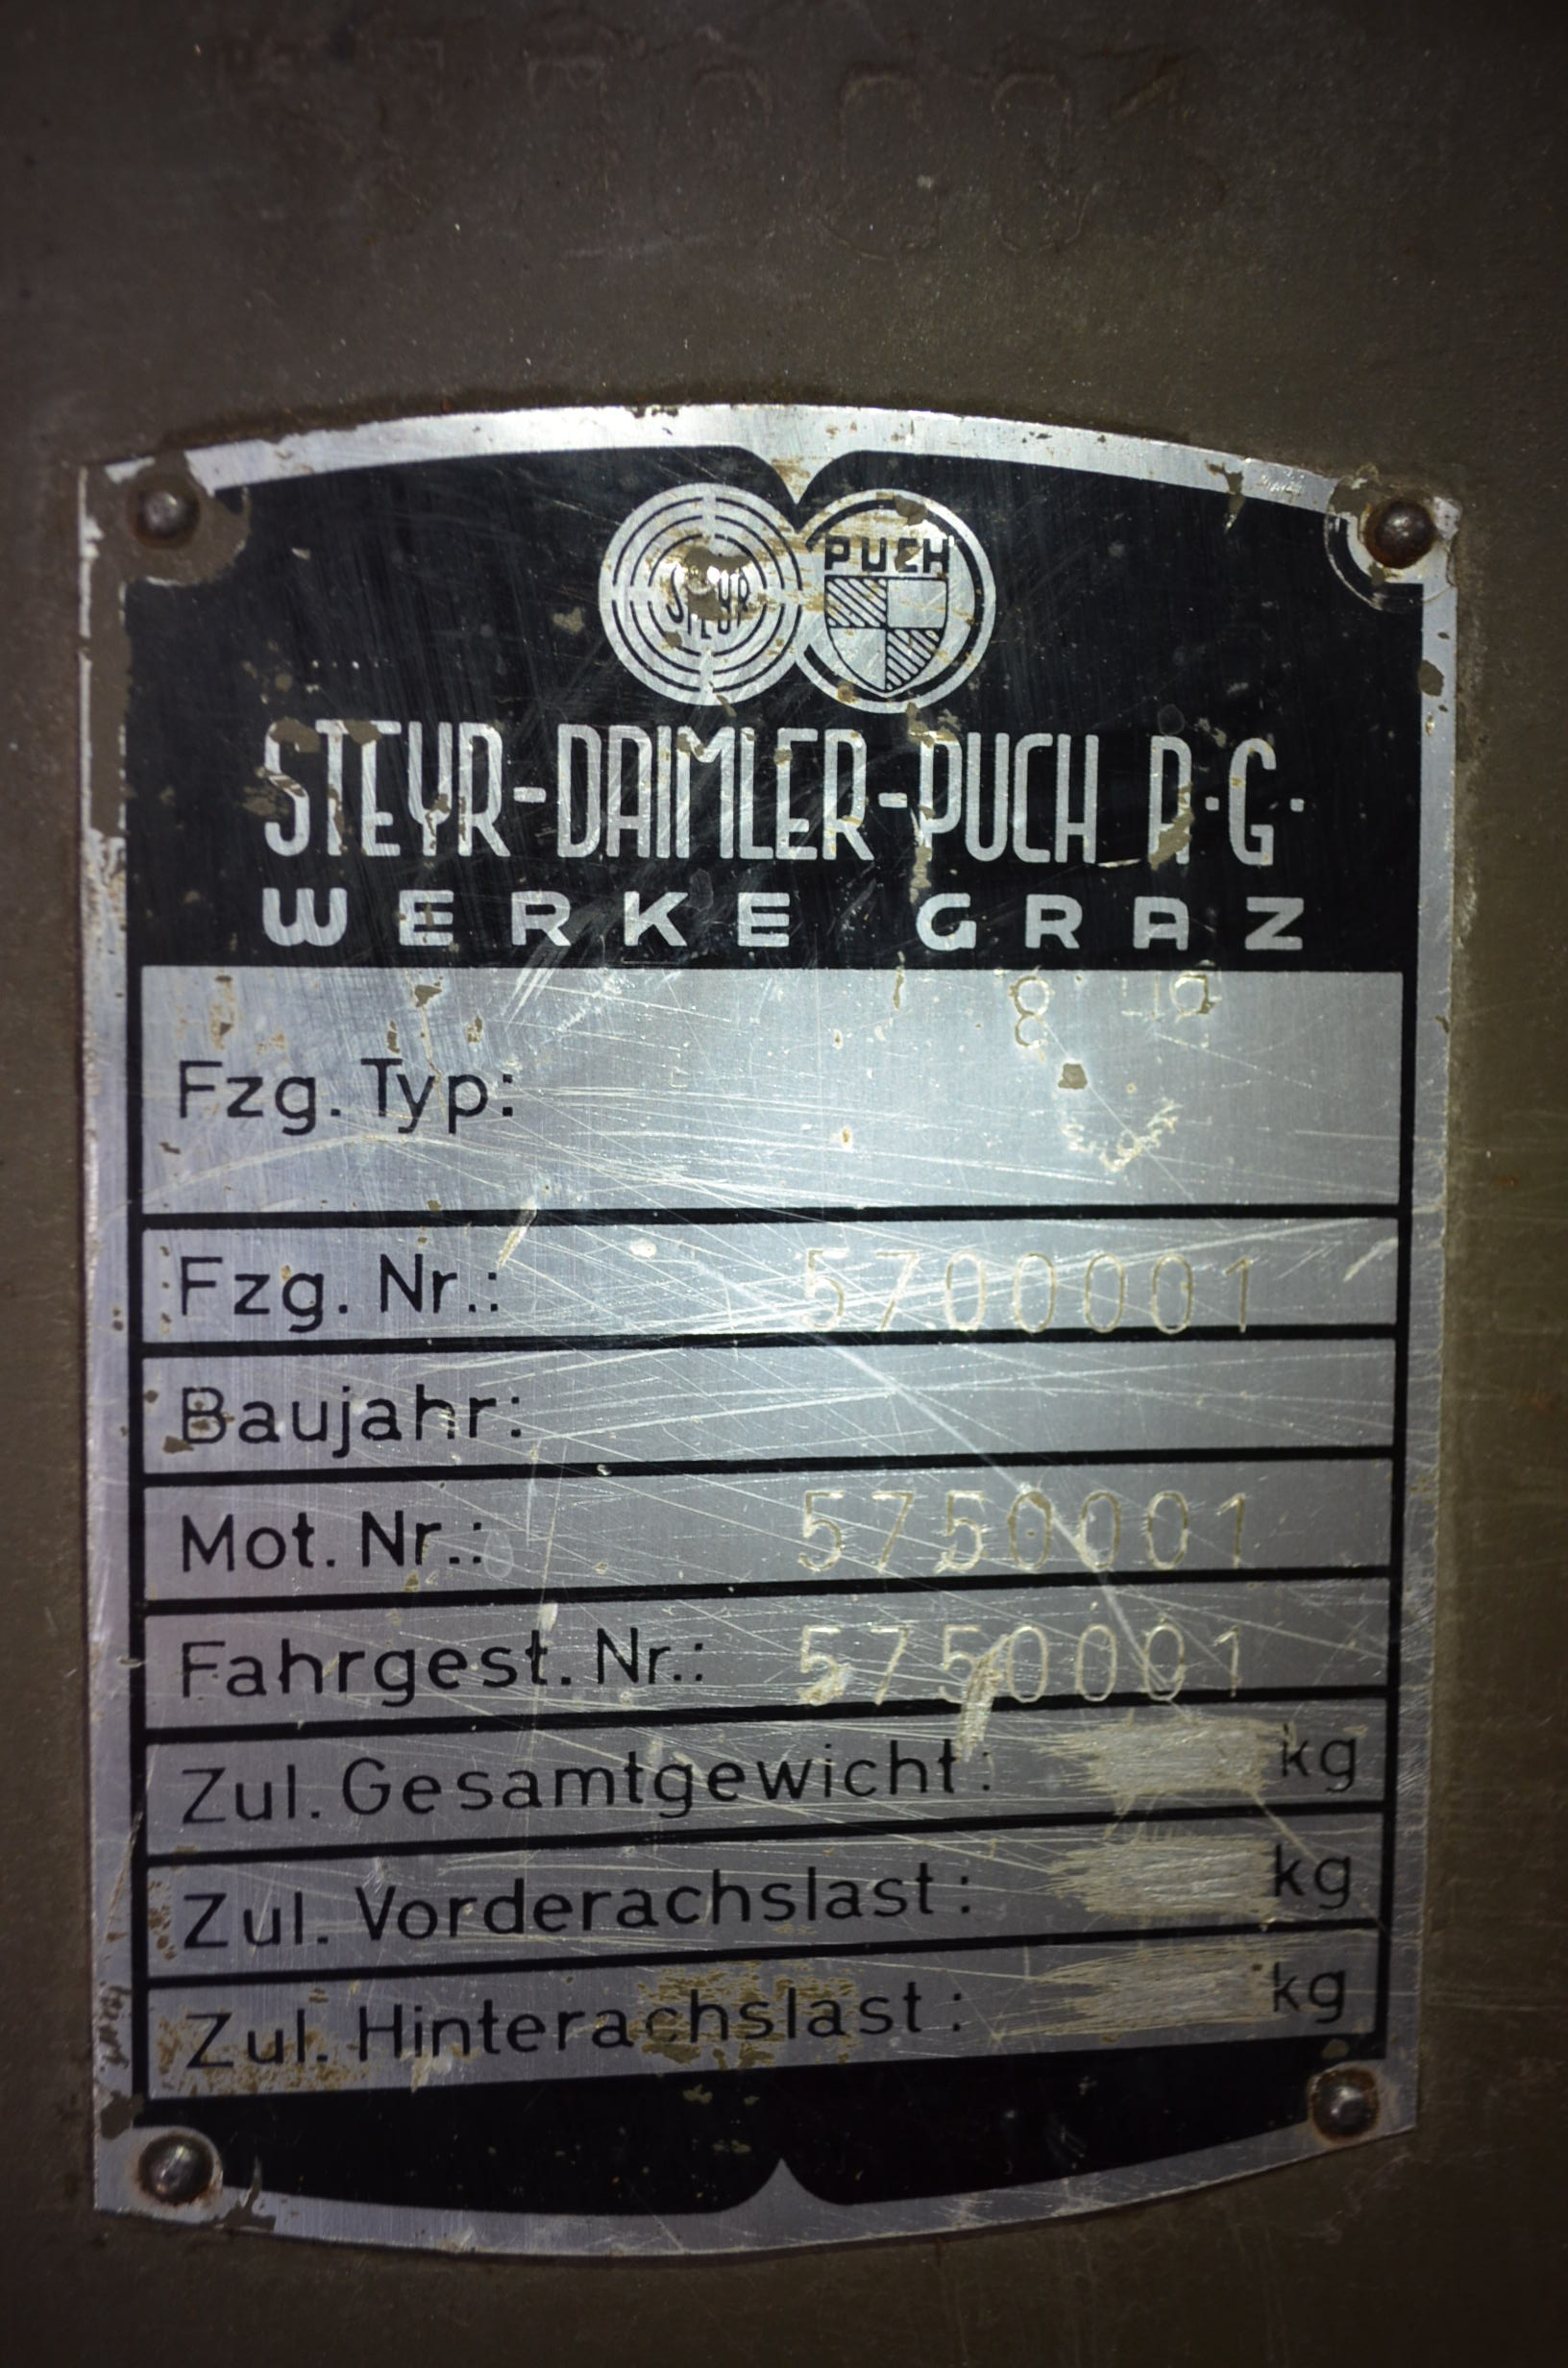 STEYR PUCH
STEYR-DAIMLER-PUCH A·G·
WERKE GRAZ
Fzg. Typ:
Fzg. Nr.: 5700001
Baujahr:
Mot. Nr.: 5750001
Fahrgest. Nr.: 5750001
Zul. Gesamtgewicht: kg
Zul. Vorderachslast: kg
Zul. Hinterachslast: kg